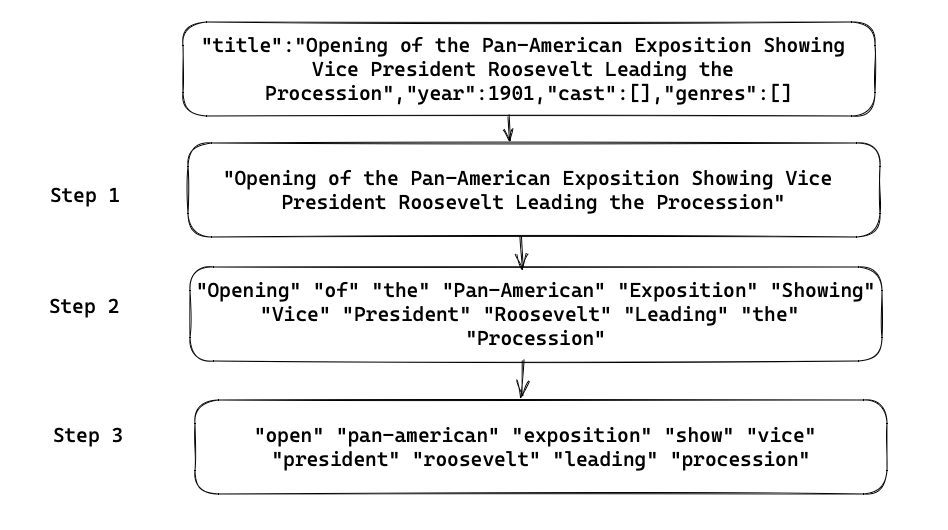 "title":"Opening of the Pan-American Exposition Showing
Vice President Roosevelt Leading the
Procession","year":1901,"cast":[],"genres":[]
Step 1
"Opening of the Pan-American Exposition Showing Vice
President Roosevelt Leading the Procession"
Step 2
"Opening" "of" "the" "Pan-American" "Exposition" "Showing"
"Vice" "President" "Roosevelt" "Leading" "the"
"Procession"
Step 3
"open" "pan-american" "exposition" "show" "vice"
"president" "roosevelt" "leading" "procession"